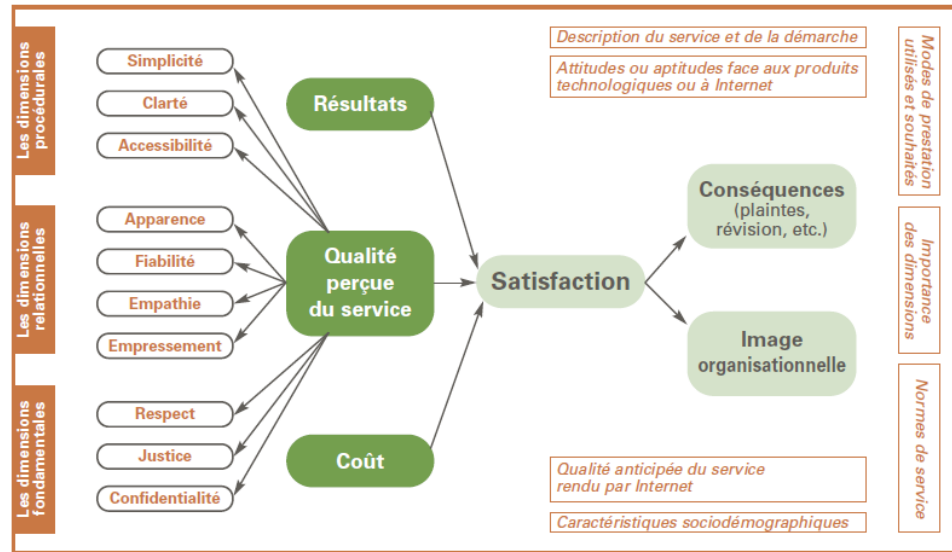 Les dimensions
procédurales
Simplicité
Clarté
Accessibilité
Les dimensions
relationnelles
Apparence
Fiabilité
Empathie
Empressement
Les dimensions
fondamentales
Respect
Justice
Confidentialité
Résultats
Qualité
perçue
du service
Coût
Satisfaction
Conséquences
(plaintes,
révision, etc.)
Image
organisationnelle
Description du service et de la démarche
Attitudes ou aptitudes face aux produits
technologiques ou à Internet
Qualité anticipée du service
rendu par Internet
Caractéristiques sociodémographiques
Modes de prestation
utilisés et souhaités
Importance
des dimensions
Normes de service